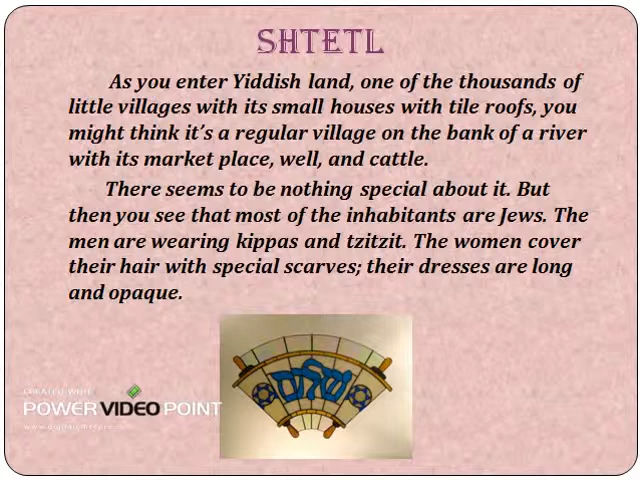 SHTETL
As you enter Yiddish land, one of the thousands of
little villages with its small houses with tile roofs, you
might think it's a regular village on the bank of a river
with its market place, well, and cattle.
There seems to be nothing special about it. But
then you see that most of the inhabitants are Jews. The
men are wearing kippas and tzitzit. The women cover
their hair with special scarves; their dresses are long
and opaque.
שלום
CREATED WITH
POWER VIDEO POINT